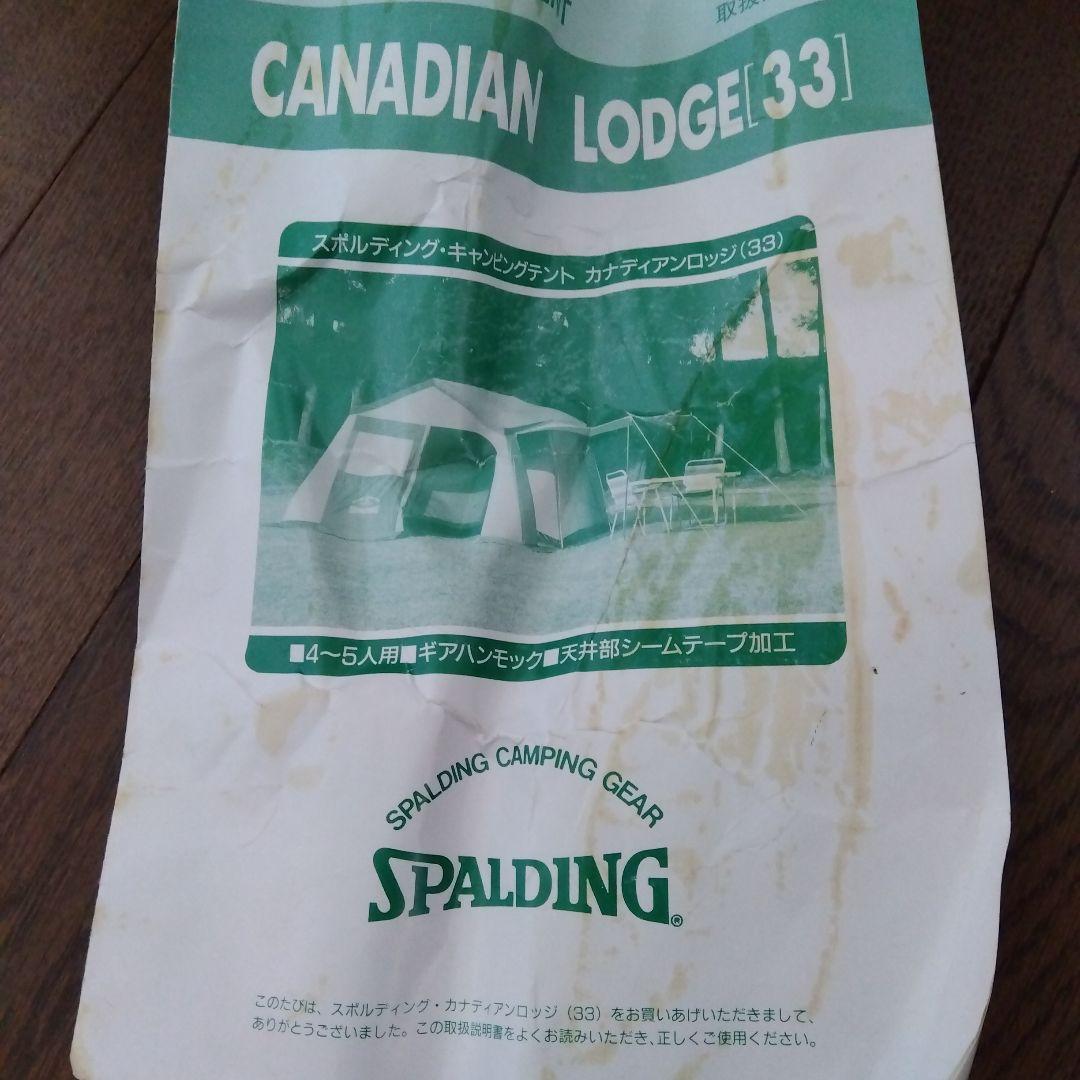 CANADIAN LODGE[33]
スポルディング・キャンピングテント カナディアンロッジ(33)
■4〜5人用■ギアハンモック■天井部シームテープ加工
SPALDING CAMPING GEAR
SPALDING®
このたびは、スポルディング・カナディアンロッジ(33)をお買いあげいただきまして、
ありがとうございました。この取扱説明書をよくお読みいただき、正しくご使用ください。